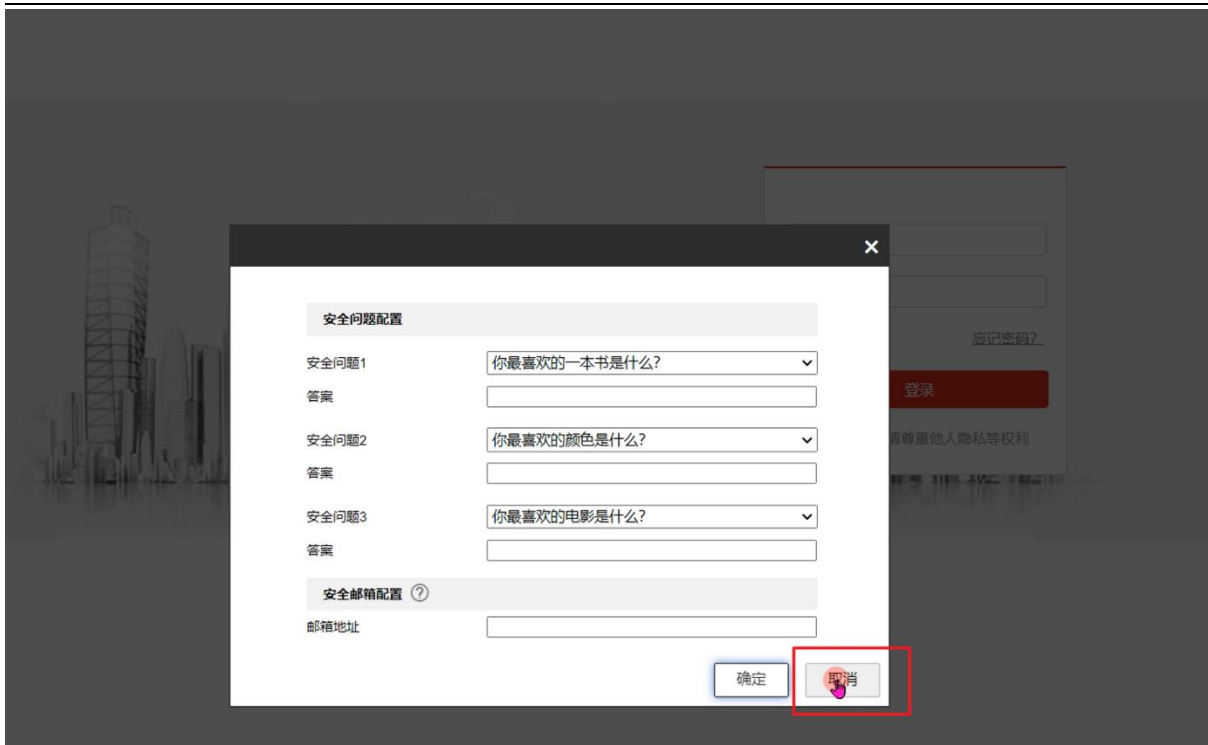 ×
安全问题配置
忘记密码?
安全问题1 你最喜欢的一本书是什么?
答案
登录
安全问题2 你最喜欢的颜色是什么?
尊重他人隐私等权利
答案
安全问题3 你最喜欢的电影是什么?
答案
安全邮箱配置 ?
邮箱地址
确定 取消